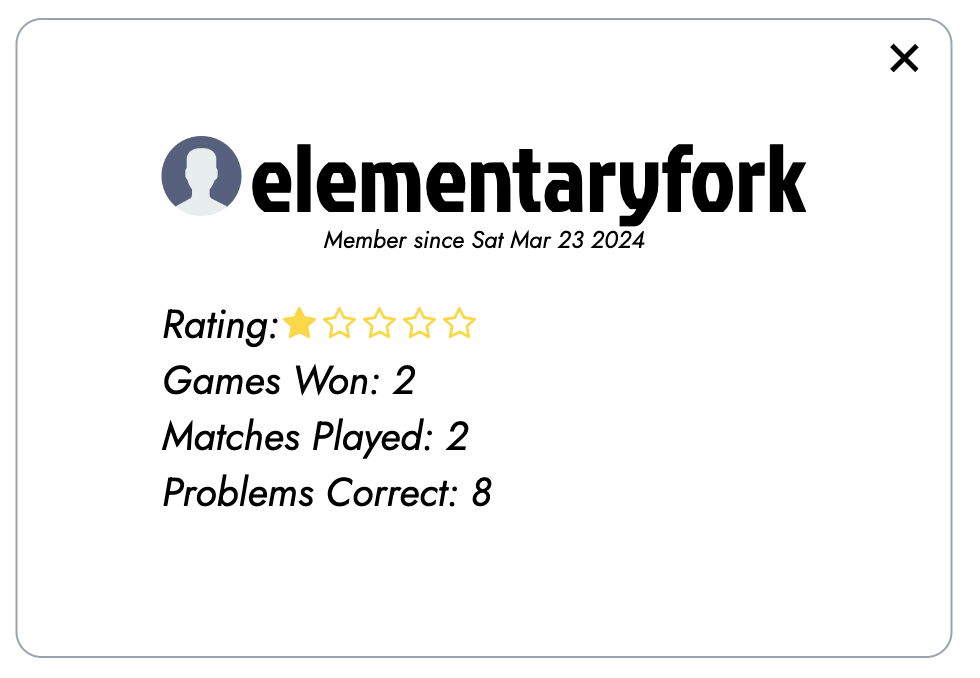 elementaryfork
Member since Sat Mar 23 2024
Rating:
Games Won: 2
Matches Played: 2
Problems Correct: 8